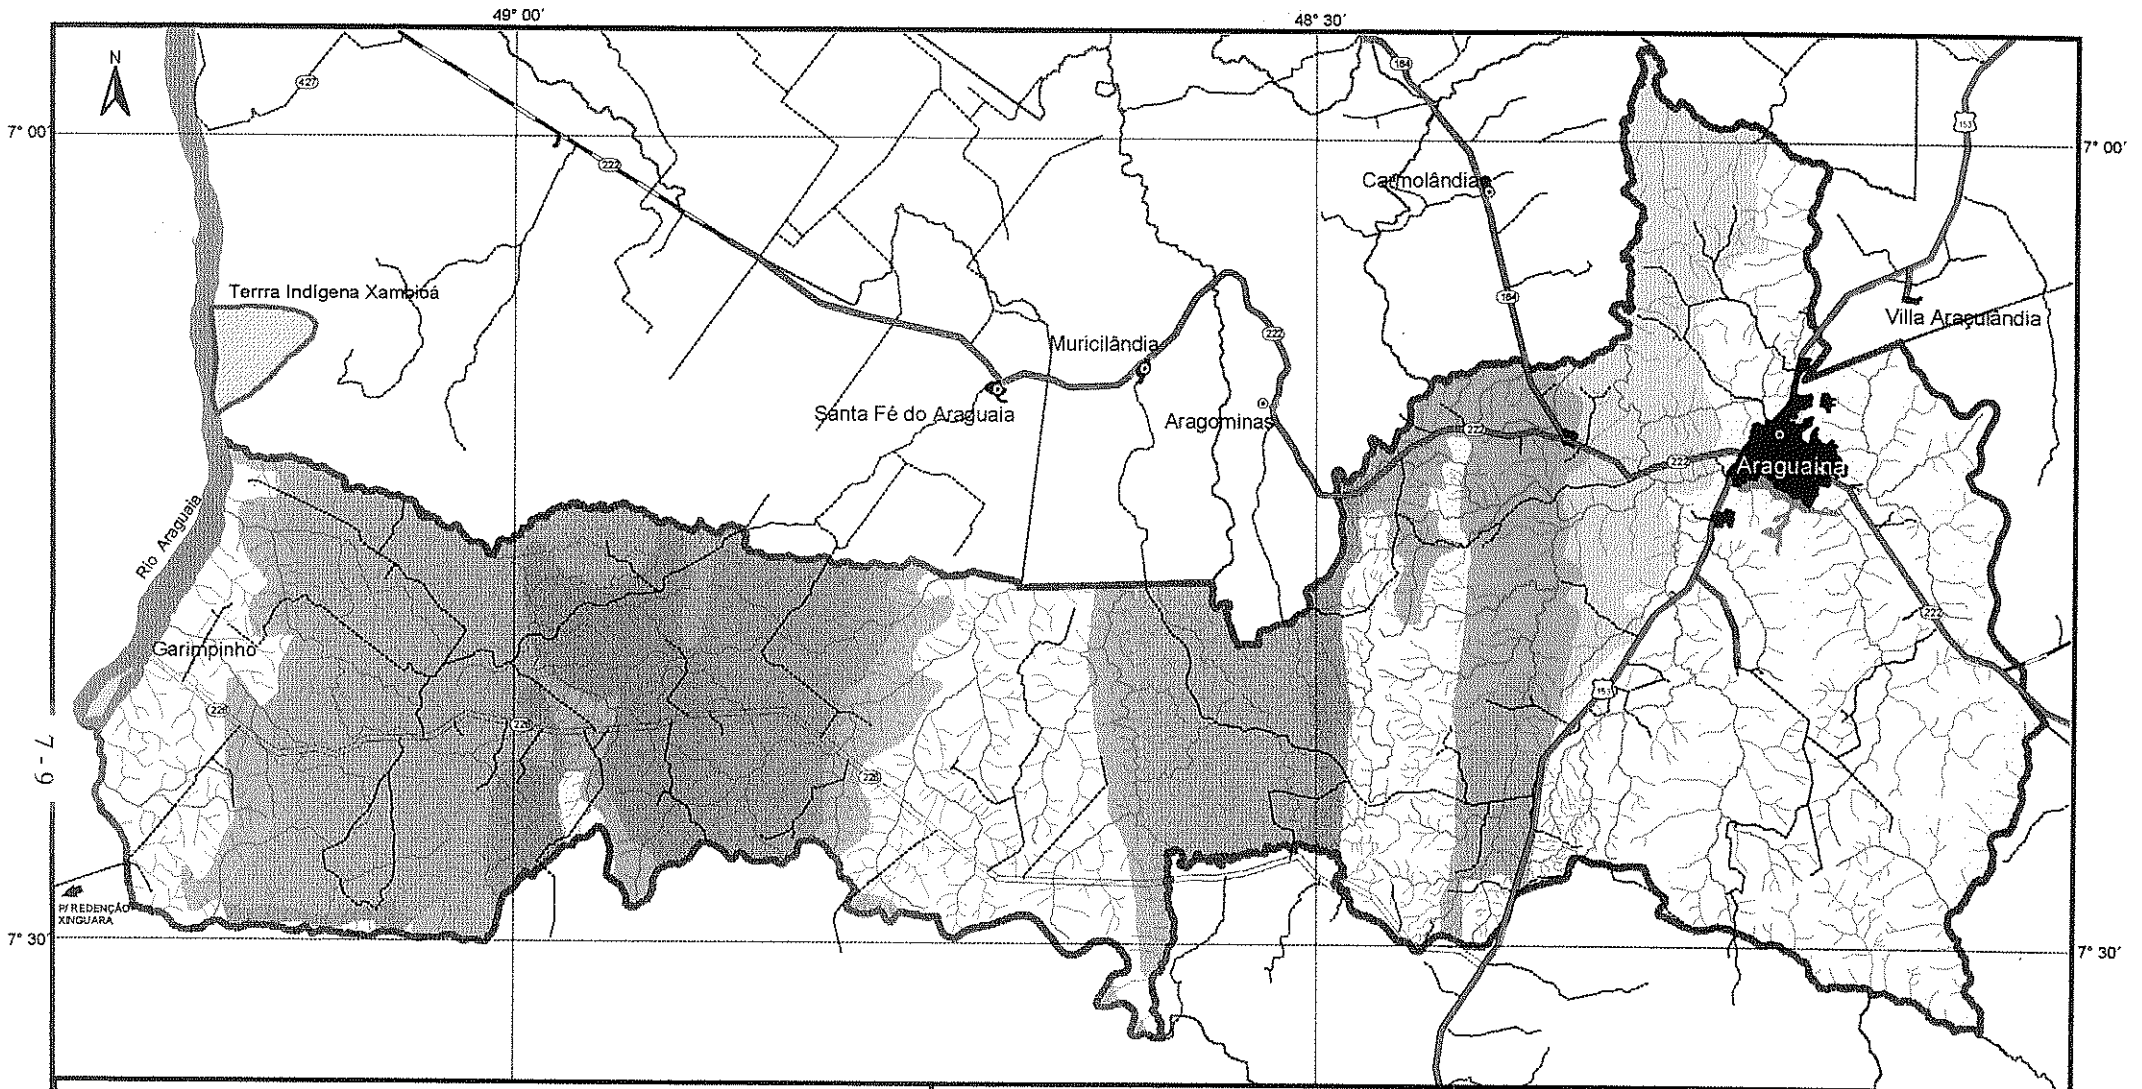 49° 00′
48° 30′
N
427
184
153
7° 00′
7° 00′
222
Carmolândia
Terrra Indígena Xambioá
184
Villa Araçulândia
Muricilândia
222
Santa Fé do Araguaia
Aragominas
222
222
Araguaina
Rio Araguaia
222
Garimpinho
153
226
226
226
7-9
P/ REDENÇÃO
XINGUARA
7° 30′
7° 30′